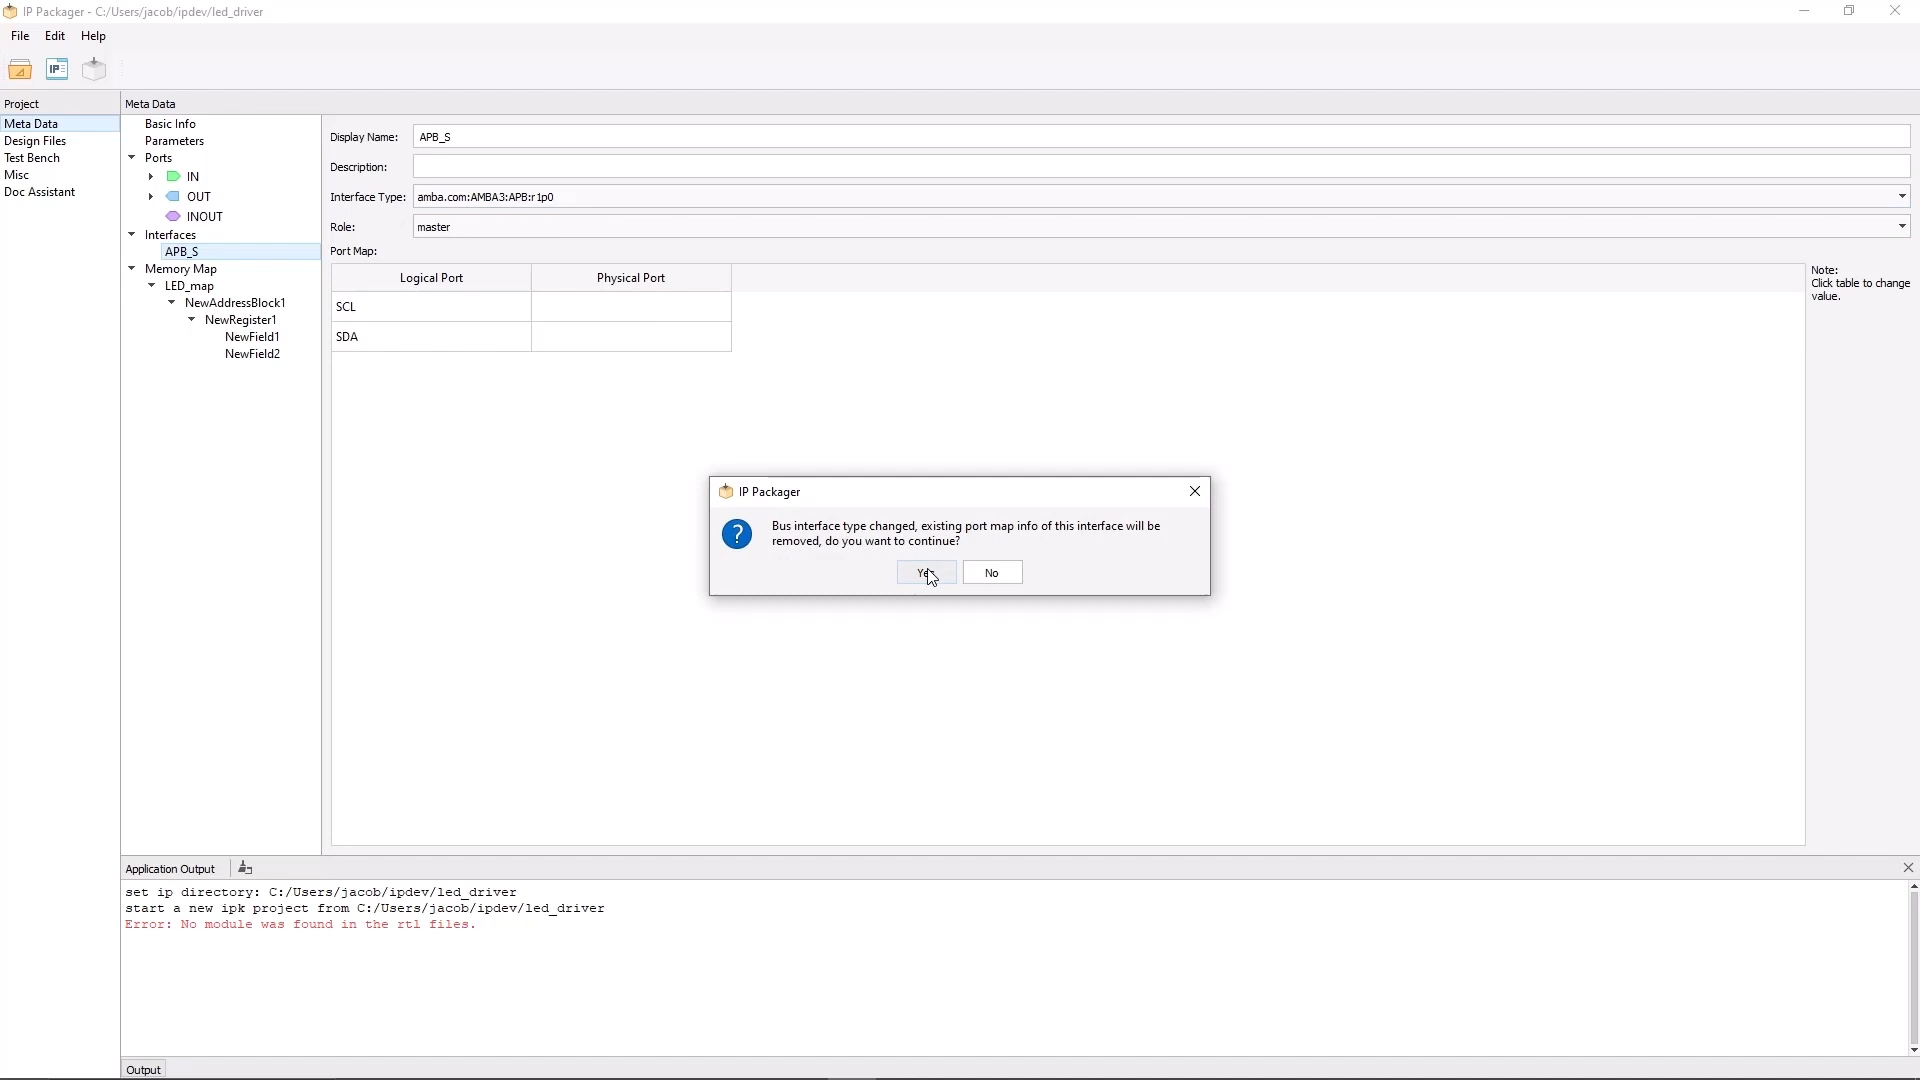 IP Packager - C:/Users/jacob/ipdev/led_driver
File Edit Help
IP
Project
Meta Data
Design Files
Test Bench
Misc
Doc Assistant
Meta Data
Basic Info
Parameters
Ports
IN
OUT
INOUT
Interfaces
APB_S
Memory Map
LED_map
NewAddressBlock1
NewRegister1
NewField1
NewField2
Display Name: APB_S
Description:
Interface Type: amba.com:AMBA3:APB:r1p0
Role: master
Port Map:
Logical Port Physical Port
SCL
SDA
Note:
Click table to change
value.
IP Packager
Bus interface type changed, existing port map info of this interface will be
removed, do you want to continue?
Yes No
Application Output
set ip directory: C:/Users/jacob/ipdev/led_driver
start a new ipk project from C:/Users/jacob/ipdev/led_driver
Error: No module was found in the rtl files.
Output